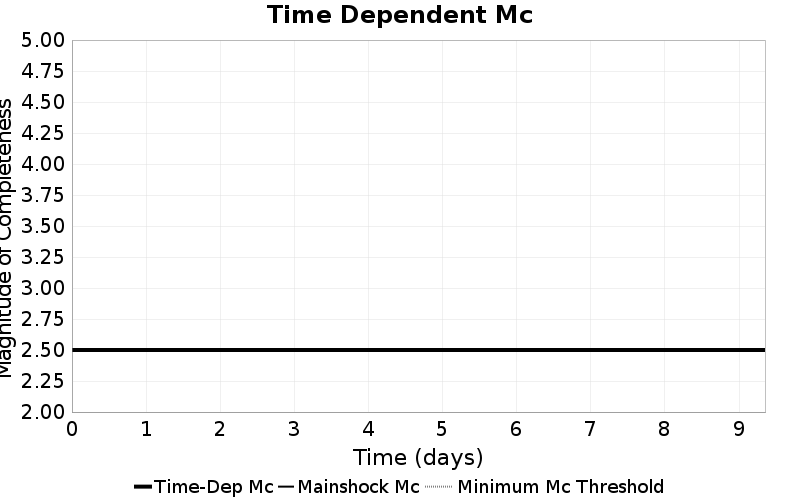 Time Dependent Mc
5.00
4.75
4.50
4.25
4.00
3.75
3.50
3.25
3.00
2.75
2.50
2.25
2.00
Magnitude of Completeness
0 1 2 3 4 5 6 7 8 9
Time (days)
Time-Dep Mc Mainshock Mc Minimum Mc Threshold